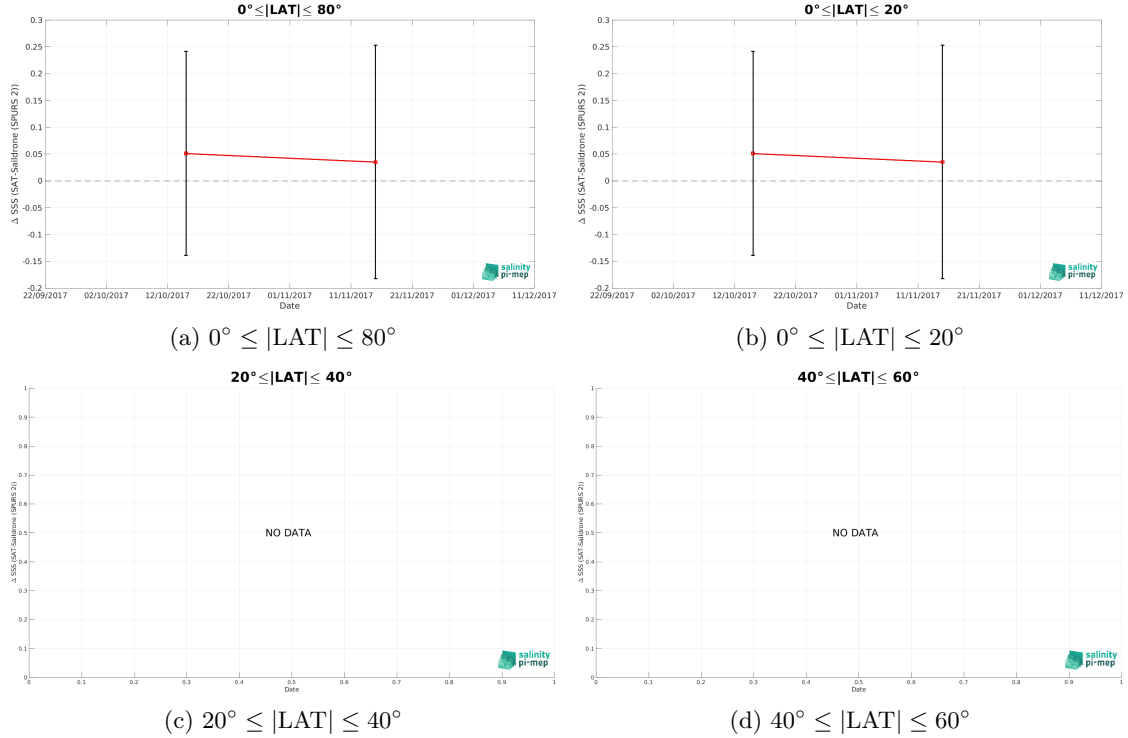 0°≤|LAT|≤ 80°
Δ SSS (SAT-Saildrone (SPURS 2))
0.3
0.25
0.2
0.15
0.1
0.05
0
-0.05
-0.1
-0.15
-0.2
22/09/2017 02/10/2017 12/10/2017 22/10/2017 01/11/2017 11/11/2017 21/11/2017 01/12/2017 11/12/2017
Date
salinity
pi-mep
(a) 0° ≤ |LAT| ≤ 80°
0°≤|LAT|≤ 20°
Δ SSS (SAT-Saildrone (SPURS 2))
0.3
0.25
0.2
0.15
0.1
0.05
0
-0.05
-0.1
-0.15
-0.2
22/09/2017 02/10/2017 12/10/2017 22/10/2017 01/11/2017 11/11/2017 21/11/2017 01/12/2017 11/12/2017
Date
salinity
pi-mep
(b) 0° ≤ |LAT| ≤ 20°
20°≤|LAT|≤ 40°
Δ SSS (SAT-Saildrone (SPURS 2))
1
0.9
0.8
0.7
0.6
0.5
0.4
0.3
0.2
0.1
0
NO DATA
0 0.1 0.2 0.3 0.4 0.5 0.6 0.7 0.8 0.9 1
Date
salinity
pi-mep
(c) 20° ≤ |LAT| ≤ 40°
40°≤|LAT|≤ 60°
Δ SSS (SAT-Saildrone (SPURS 2))
1
0.9
0.8
0.7
0.6
0.5
0.4
0.3
0.2
0.1
0
NO DATA
0 0.1 0.2 0.3 0.4 0.5 0.6 0.7 0.8 0.9 1
Date
salinity
pi-mep
(d) 40° ≤ |LAT| ≤ 60°